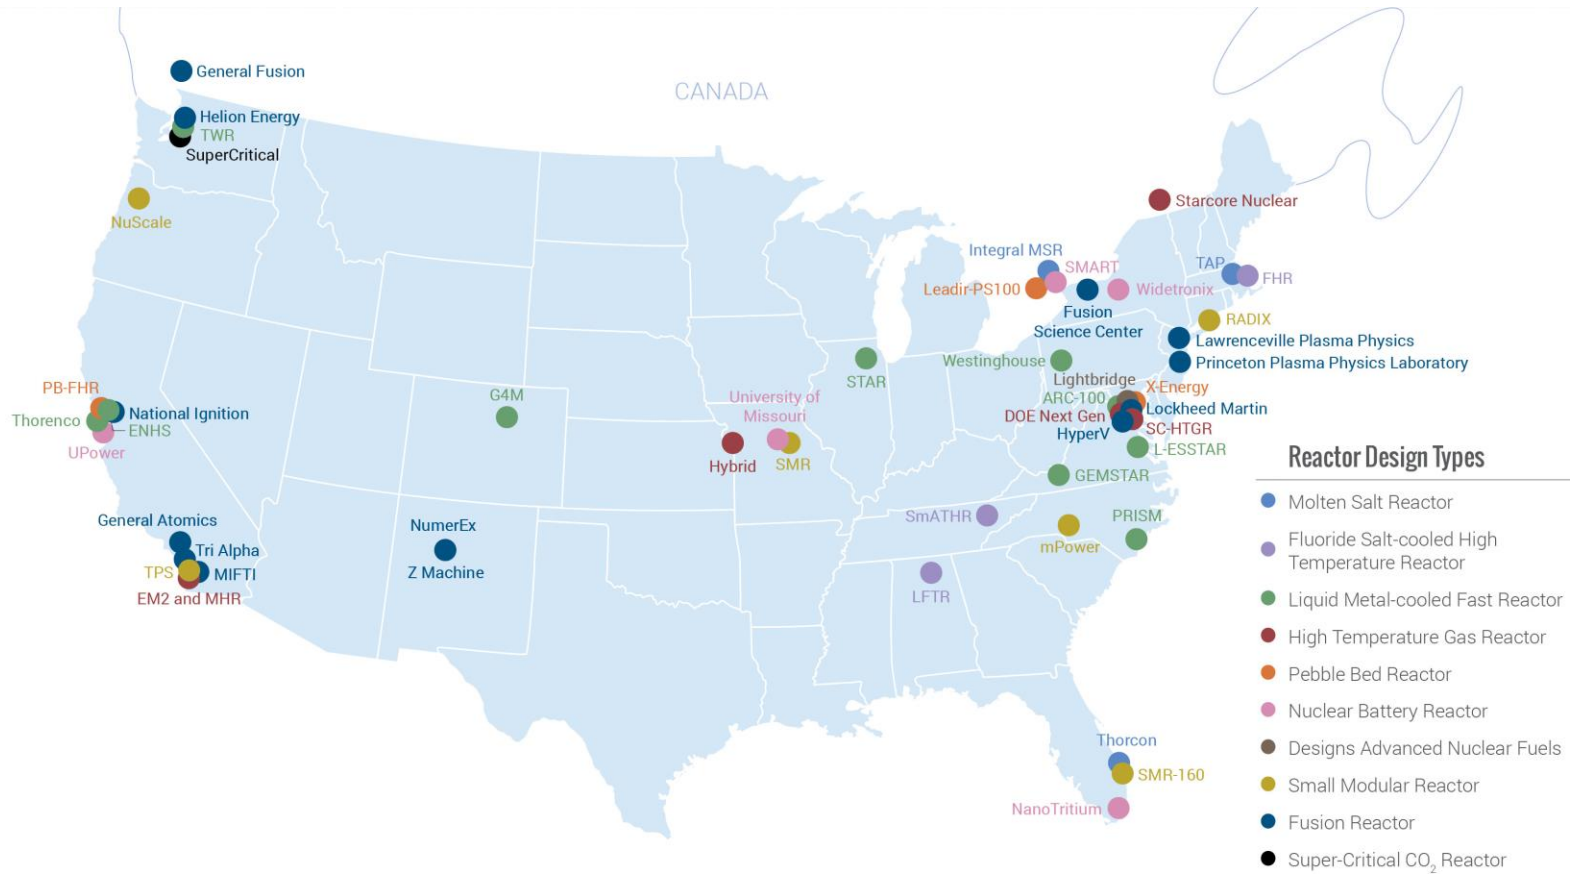 CANADA
General Fusion
Helion Energy
TWR
SuperCritical
NuScale
Starcore Nuclear
Integral MSR
SMART
Leadir-PS100
Widetronix
Fusion
Science Center
TAP
FHR
RADIX
Lawrenceville Plasma Physics
Princeton Plasma Physics Laboratory
Westinghouse
STAR
Lightbridge
X-Energy
ARC-100
Lockheed Martin
DOE Next Gen
SC-HTGR
HyperV
L-ESSTAR
GEMSTAR
PB-FHR
National Ignition
Thorenco
ENHS
UPower
G4M
University of
Missouri
Hybrid
SMR
General Atomics
Tri Alpha
TPS
MIFTI
EM2 and MHR
NumerEx
Z Machine
SmATHR
mPower
PRISM
LFTR
Thorcon
SMR-160
NanoTritium
Reactor Design Types
Molten Salt Reactor
Fluoride Salt-cooled High
Temperature Reactor
Liquid Metal-cooled Fast Reactor
High Temperature Gas Reactor
Pebble Bed Reactor
Nuclear Battery Reactor
Designs Advanced Nuclear Fuels
Small Modular Reactor
Fusion Reactor
Super-Critical CO₂ Reactor